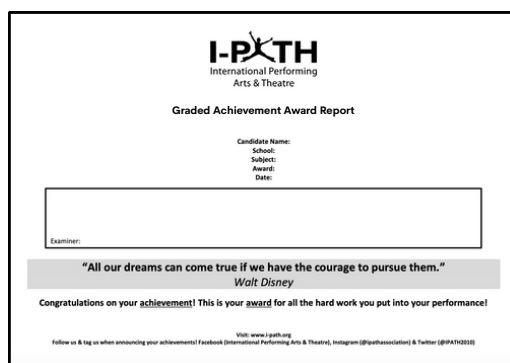 I-PATH
International Performing
Arts & Theatre
Graded Achievement Award Report
Candidate Name:
School:
Subject:
Award:
Date:
Examiner:
“All our dreams can come true if we have the courage to pursue them.”
Walt Disney
Congratulations on your achievement! This is your award for all the hard work you put into your performance!
Visit: www.i-path.org
Follow us & tag us when announcing your achievements! Facebook (International Performing Arts & Theatre), Instagram (@ipathassociation) & Twitter (@IPATH2010)